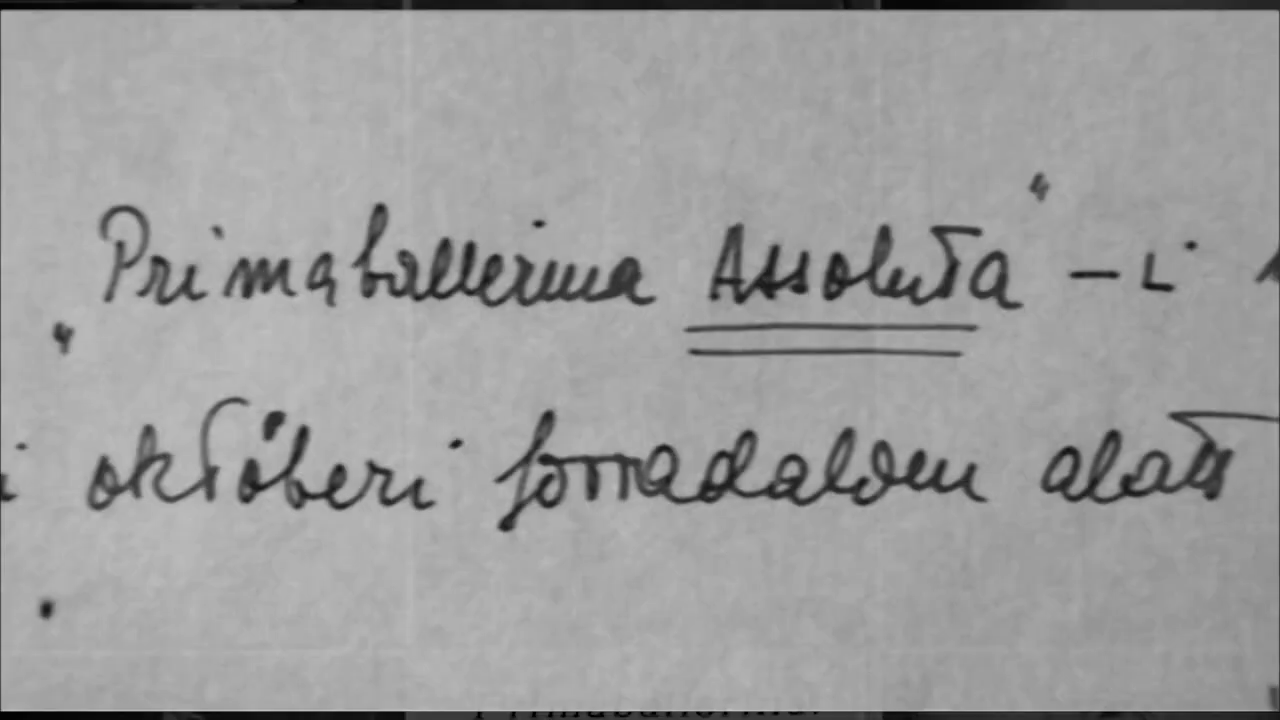 „Primaballerina Assoluta" – L
októberi forradalom alatt